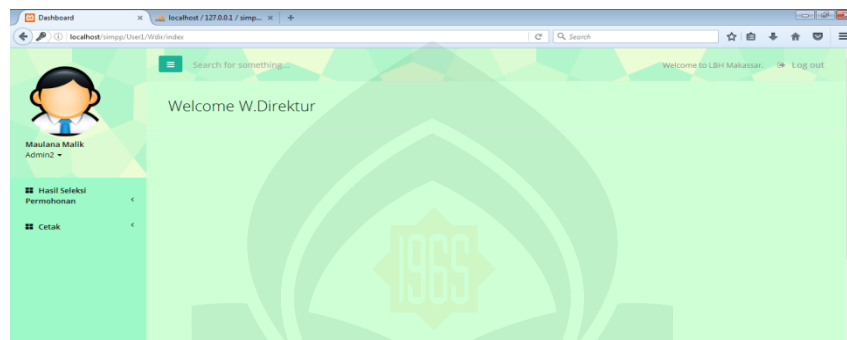 Dashboard
localhost / 127.0.0.1 / simp...
localhost/simpp/User1/Wdir/index
Search
Search for something...
Welcome to LBH Makassar.
Log out
Welcome W.Direktur
Maulana Malik
Admin2
Hasil Seleksi
Permohonan
Cetak
1965